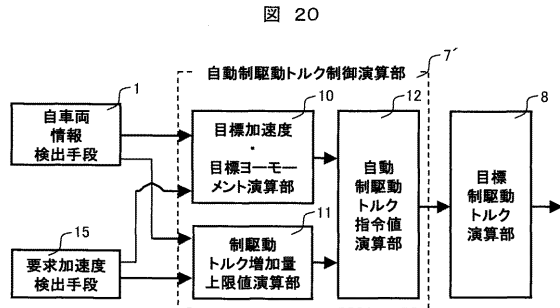 図 20
7´
自動制駆動トルク制御演算部
1
自車両
情報
検出手段
10
目標加速度
・
目標ヨーモー
メント演算部
12
自動
制駆動
トルク
指令値
演算部
8
目標
制駆動
トルク
演算部
15
要求加速度
検出手段
11
制駆動
トルク増加量
上限値演算部